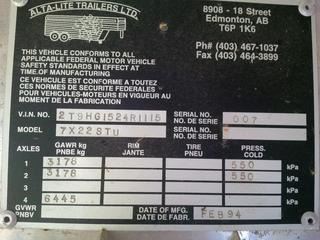 ALTA-LITE TRAILERS LTD.
8908 - 18 Street
Edmonton, AB
T6P 1K6
Ph# (403) 467-1037
Fax (403) 464-3899
THIS VEHICLE CONFORMS TO ALL
APPLICABLE FEDERAL MOTOR VEHICLE
SAFETY STANDARDS IN EFFECT AT
TIME OF MANUFACTURE
CE VEHICLE EST CONFORME A TOUTEZ
CES NORMES DE SECURITE FEDERALES
POUR VEHICULES-MOTEURS EN VIGUEUR AU
MOMENT DE LA FABRICATION
V.I.N. NO. 2T9HG1524R1115 SERIAL NO. NO. DE SERIE 007
MODEL 7X22STU SERIAL NO. NO. DE SERIE
AXLES GAWR kg PNBE kg RIM JANTE TIRE PNEU PRESS. COLD
1 3178 550 kPa
2 3178 550 kPa
3 kPa
4 6445 kPa
GVWR PNBV DATE OF MFG. DATE DE FABR. FEB94